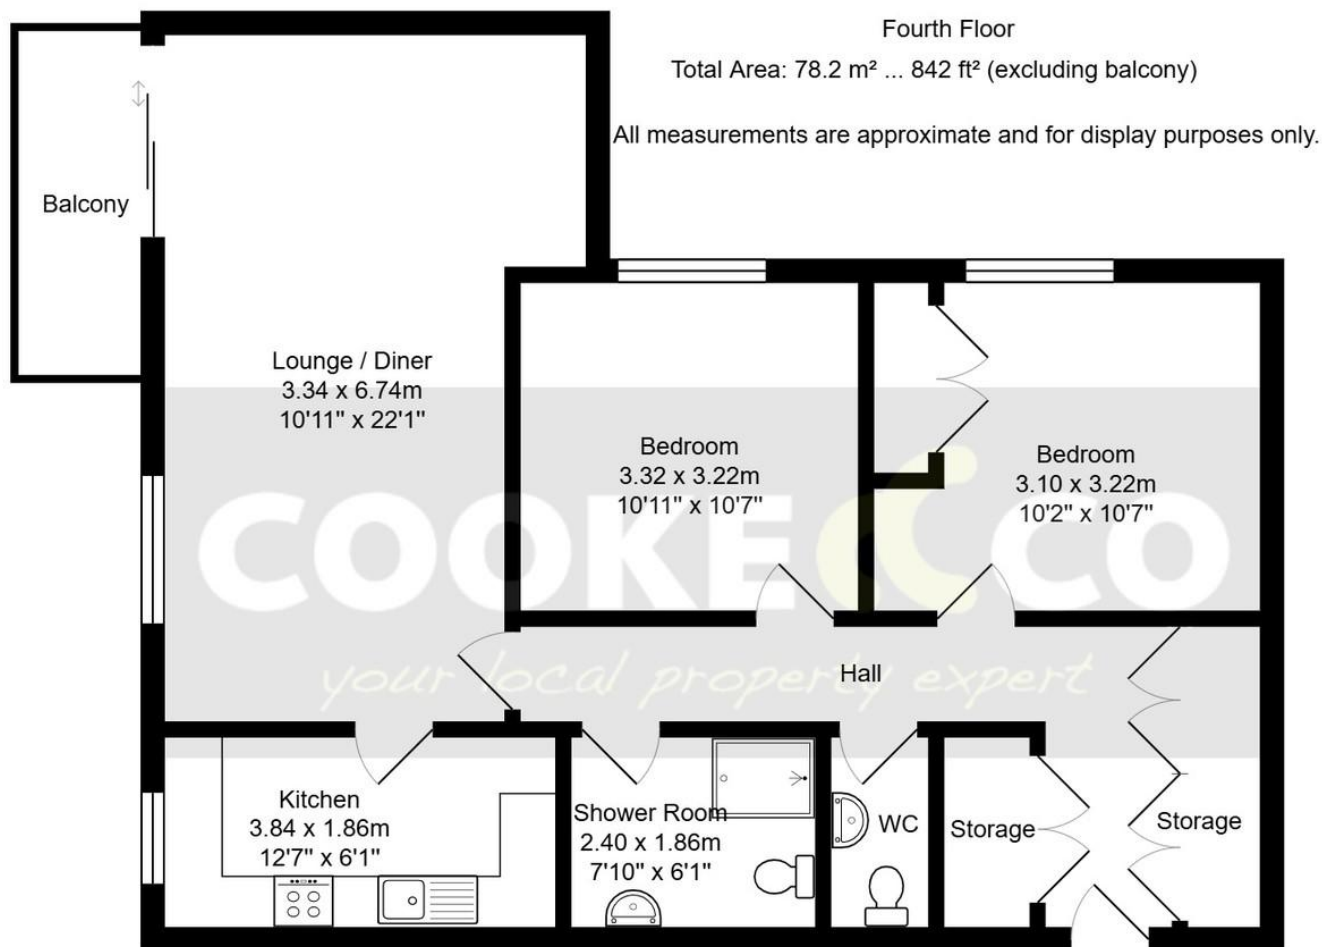 Fourth Floor
Total Area: 78.2 m² ... 842 ft² (excluding balcony)
All measurements are approximate and for display purposes only.
Balcony
Lounge / Diner
3.34 x 6.74m
10'11" x 22'1"
Bedroom
3.32 x 3.22m
10'11" x 10'7"
Bedroom
3.10 x 3.22m
10'2" x 10'7"
COOKE & CO
your local property expert
Hall
Kitchen
3.84 x 1.86m
12'7" x 6'1"
Shower Room
2.40 x 1.86m
7'10" x 6'1"
WC
Storage
Storage